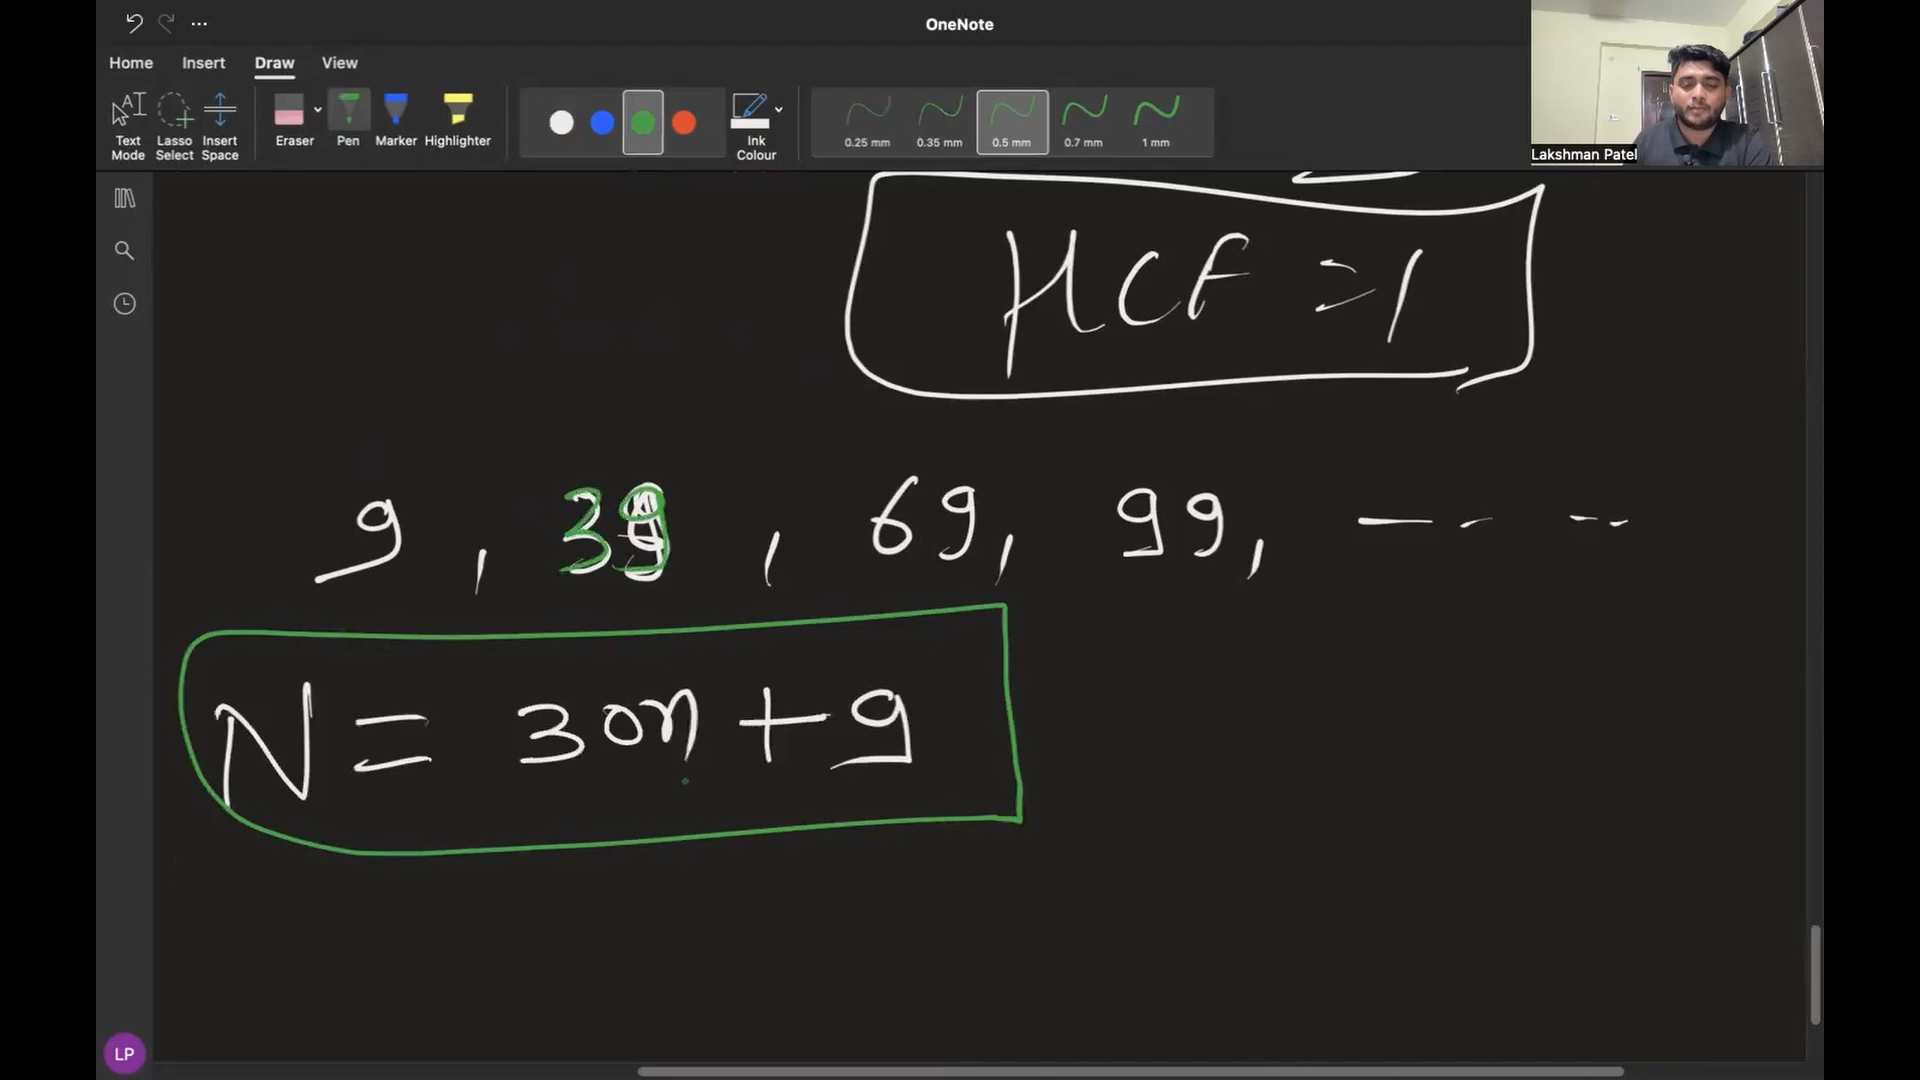 OneNote
Home Insert Draw View
Text Mode
Lasso Select
Insert Space
Eraser
Pen
Marker
Highlighter
Ink Colour
0.25 mm
0.35 mm
0.5 mm
0.7 mm
1 mm
Lakshman Patel
HCF = 1
9 , 39 , 69, 99, — - - -
N = 30n + 9
LP